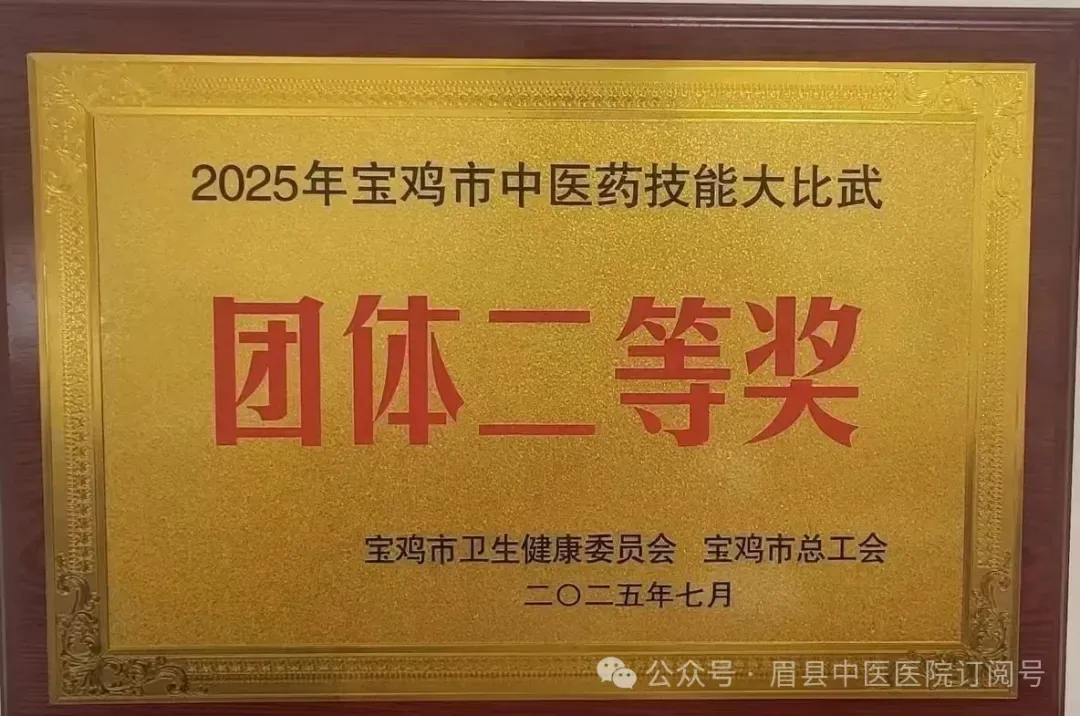 2025年宝鸡市中医药技能大比武
团体二等奖
宝鸡市卫生健康委员会 宝鸡市总工会
二〇二五年七月
公众号·眉县中医医院订阅号